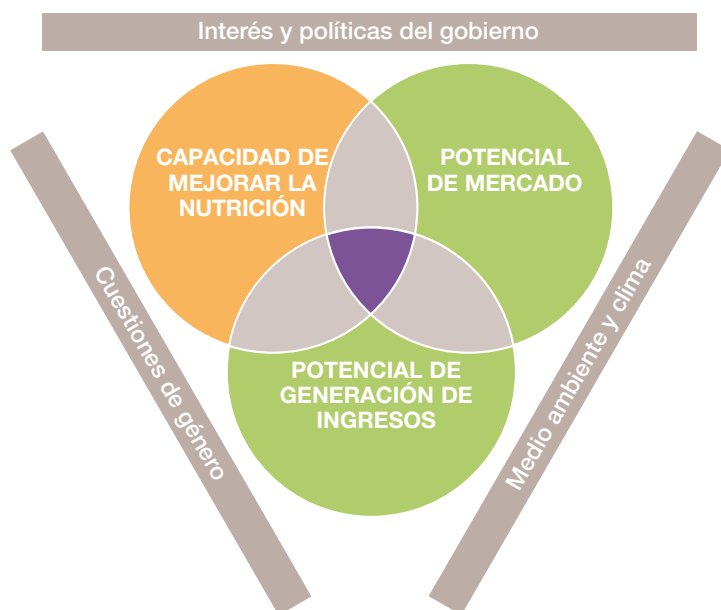 Interés y políticas del gobierno
CAPACIDAD DE
MEJORAR LA
NUTRICIÓN
POTENCIAL
DE MERCADO
Cuestiones de género
Medio ambiente y clima
POTENCIAL DE
GENERACIÓN DE
INGRESOS